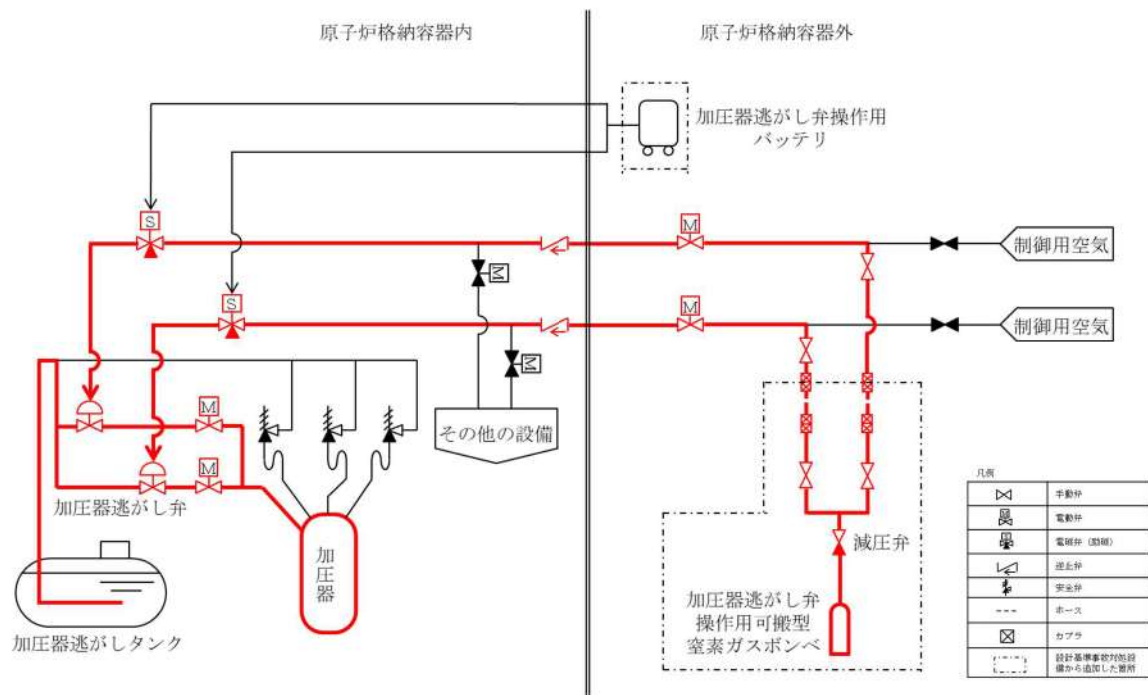 原子炉格納容器内
原子炉格納容器外
加圧器逃がし弁操作用
バッテリ
S
M
制御用空気
M
S
M
制御用空気
M
M
その他の設備
M
加圧器逃がし弁
加圧器
減圧弁
加圧器逃がし弁
操作用可搬型
窒素ガスボンベ
加圧器逃がしタンク
凡例
手動弁
電動弁
電磁弁（励磁）
逆止弁
安全弁
ホース
カプラ
設計基準事故対処設
備から追加した箇所